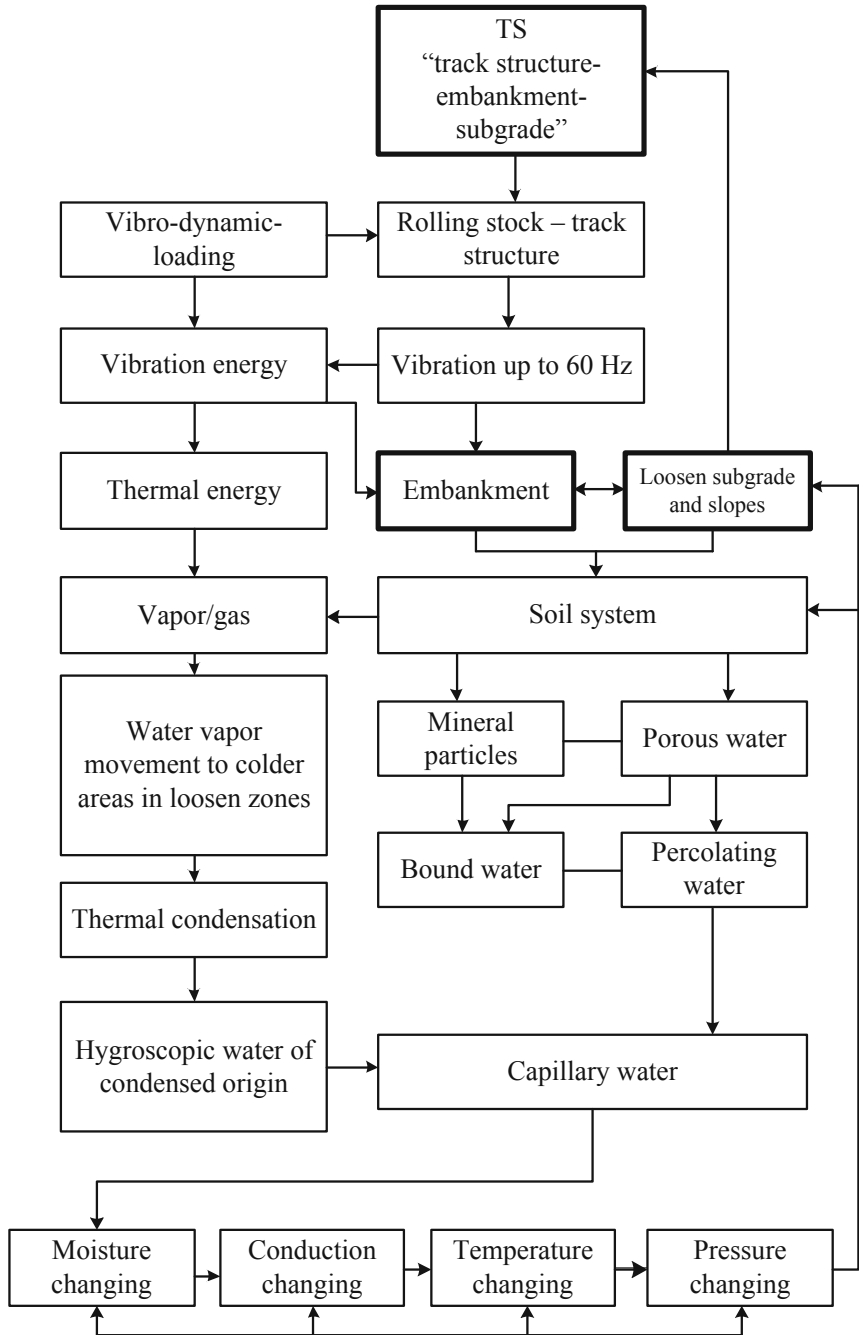 TS
“track structure-
embankment-
subgrade”
Vibro-dynamic-
loading
Rolling stock – track
structure
Vibration energy
Vibration up to 60 Hz
Thermal energy
Embankment
Loosen subgrade
and slopes
Vapor/gas
Soil system
Water vapor
movement to colder
areas in loosen zones
Mineral
particles
Porous water
Bound water
Percolating
water
Thermal condensation
Hygroscopic water of
condensed origin
Capillary water
Moisture
changing
Conduction
changing
Temperature
changing
Pressure
changing